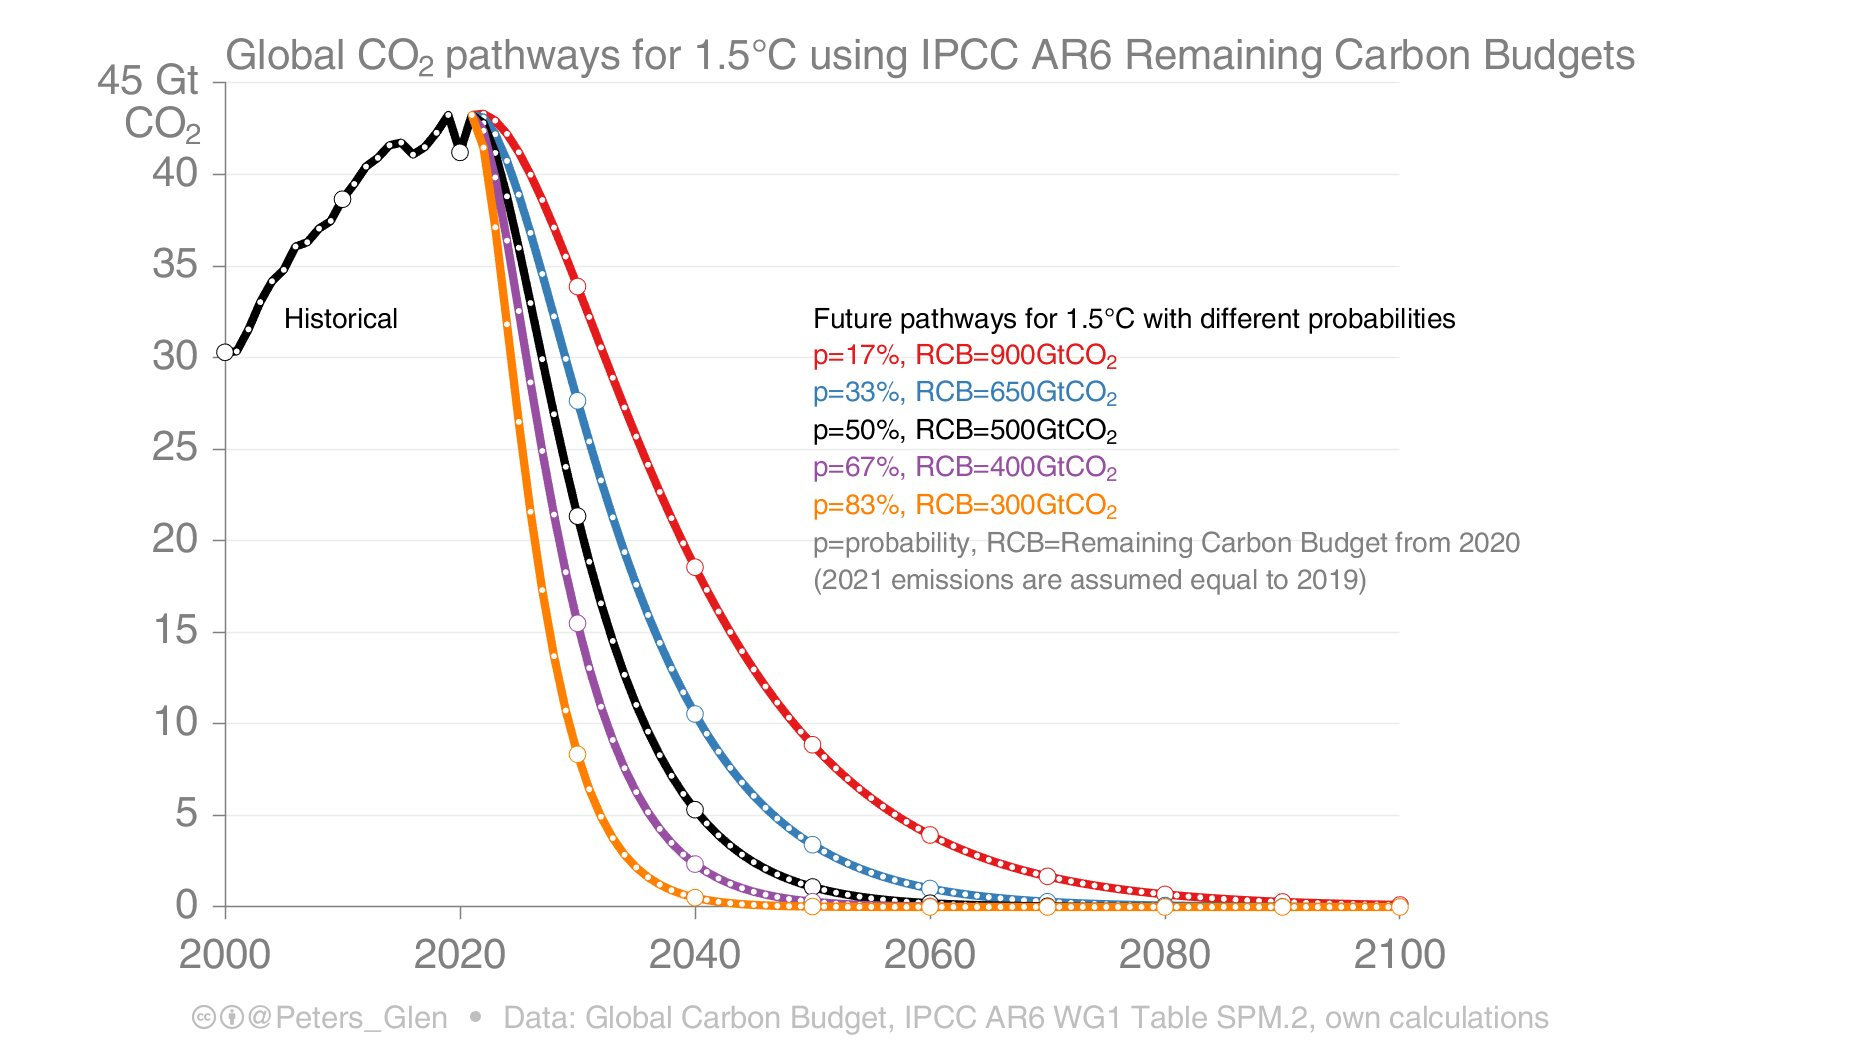 Global CO₂ pathways for 1.5°C using IPCC AR6 Remaining Carbon Budgets
45 Gt
CO₂
40
35
30
25
20
15
10
5
0
Historical
Future pathways for 1.5°C with different probabilities
p=17%, RCB=900GtCO₂
p=33%, RCB=650GtCO₂
p=50%, RCB=500GtCO₂
p=67%, RCB=400GtCO₂
p=83%, RCB=300GtCO₂
p=probability, RCB=Remaining Carbon Budget from 2020
(2021 emissions are assumed equal to 2019)
2000 2020 2040 2060 2080 2100
cc @Peters_Glen • Data: Global Carbon Budget, IPCC AR6 WG1 Table SPM.2, own calculations